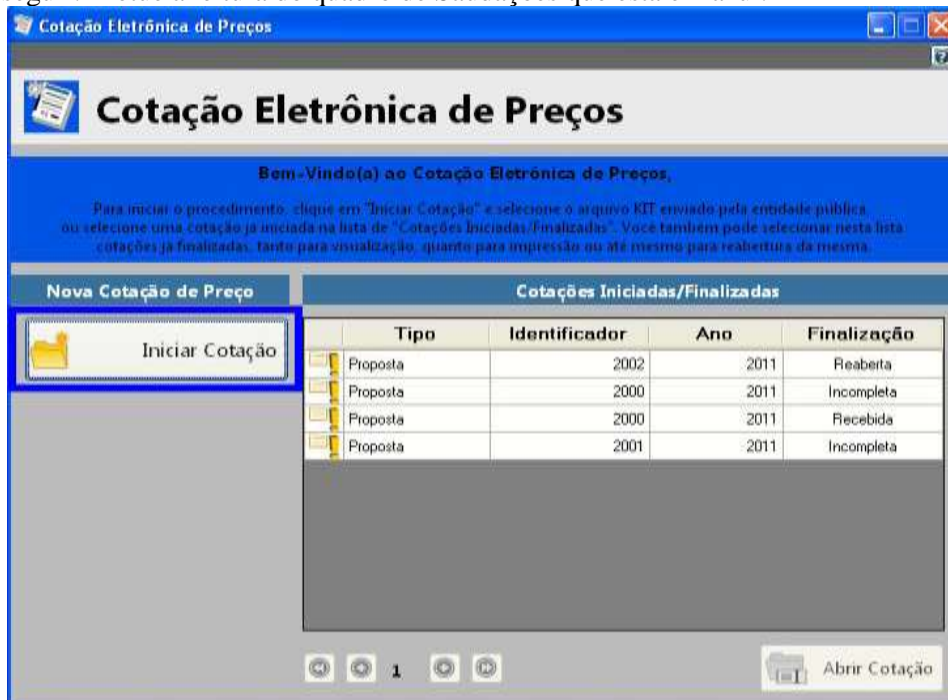 Cotação Eletrônica de Preços
Cotação Eletrônica de Preços
Bem-Vindo(a) ao Cotação Eletrônica de Preços,
Para iniciar o procedimento, clique em "Iniciar Cotação" e selecione o arquivo KIT enviado pela entidade pública,
ou selecione uma cotação já iniciada na lista de "Cotações Iniciadas/Finalizadas". Você também pode selecionar nesta lista
cotações já finalizadas, tanto para visualização, quanto para impressão ou até mesmo para reabertura da mesma.
Nova Cotação de Preço
Cotações Iniciadas/Finalizadas
Iniciar Cotação
Tipo Identificador Ano Finalização
Proposta 2002 2011 Reaberta
Proposta 2000 2011 Incompleta
Proposta 2000 2011 Recebida
Proposta 2001 2011 Incompleta
1
Abrir Cotação